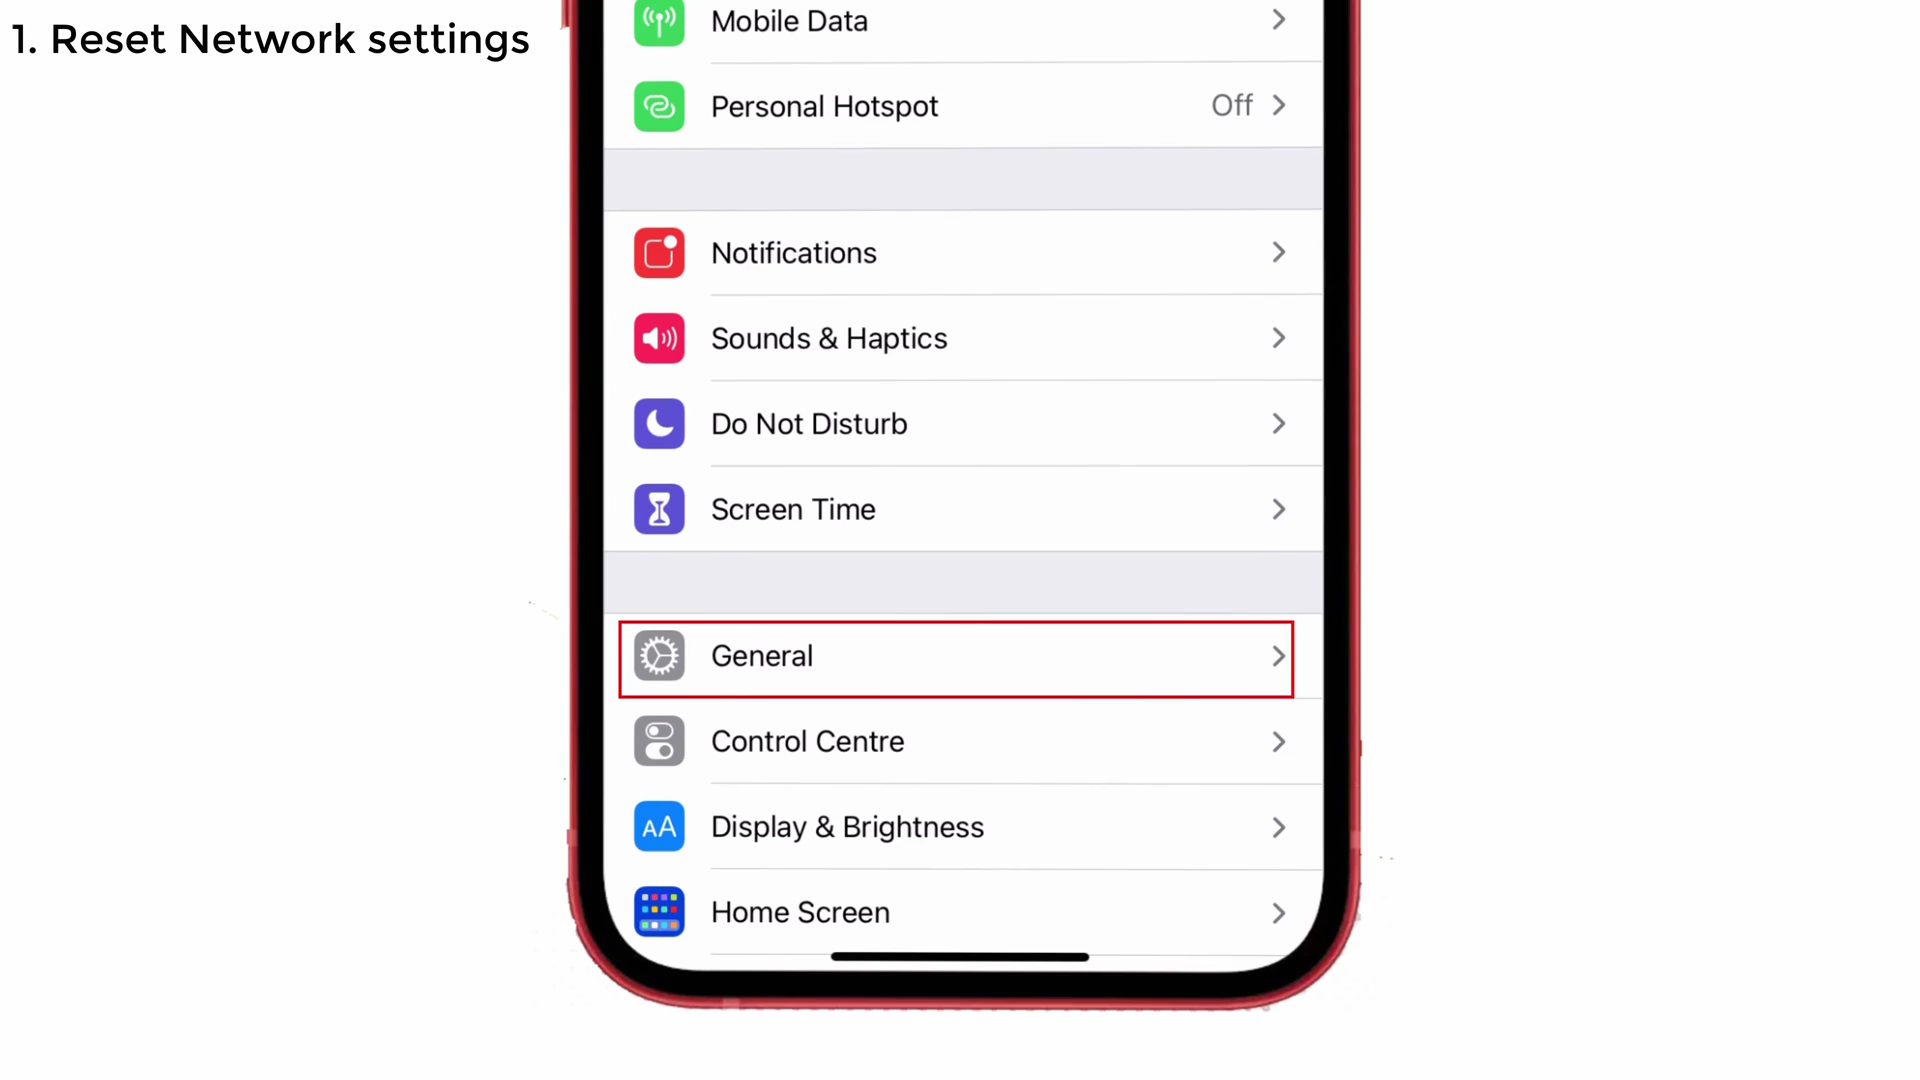 1. Reset Network settings
Mobile Data
Personal Hotspot Off
Notifications
Sounds & Haptics
Do Not Disturb
Screen Time
General
Control Centre
AA Display & Brightness
Home Screen